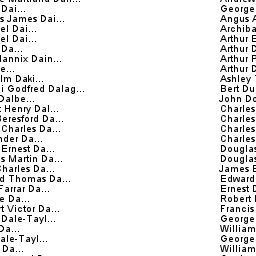 Dai... George
s James Dai... Angus A
el Dai... Archiba
el Dai... Arthur E
Da... Arthur D
Mannix Dain... Arthur P
e... Arthur D
lm Daki... Ashley
i Godfred Dalag... Bert Du
Dalbe... John Do
t Henry Dal... Charles
Beresford Da... Charles
Charles Da... Charles
nder Da... Charles
Ernest Da... Douglas
s Martin Da... Douglas
Charles Da... James E
d Thomas Da... Edward
Farrar Da... Ernest D
e Da... Robert
rt Victor Da... Francis
Dale-Tayl... George
Da... William
ale-Tayl... George
Da... William